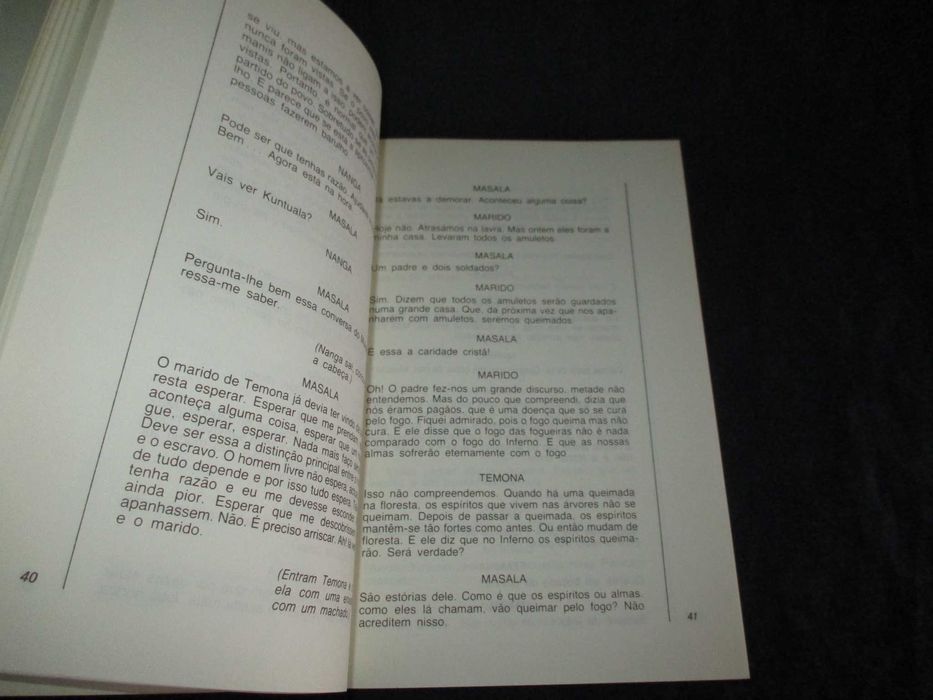 se viu, mas estamos a ver
nunca foram vistas. Se o
manis não ligam a isso,
vistas. Portanto, é normal que
partido do povo. Sobretudo se
lho. E parece que se está a
pessoas fazerem barulho.
NANGA
Pode ser que tenhas razão.
Bem... Agora está na hora.
MASALA
Vais ver Kuntuala?
NANGA
Sim.
MASALA
Pergunta-lhe bem essa conversa do
ressa-me saber.
(Nanga sai,
a cabeça.)
MASALA
O marido de Temona já devia ter vindo.
resta esperar. Esperar que me prendam,
aconteça alguma coisa, esperar que
gue, esperar, esperar. Nada mais faço
Deve ser essa a distinção principal entre
e o escravo. O homem livre não espera,
de tudo depende e por isso tudo espera.
tenha razão e eu me devesse esconder
ainda pior. Esperar que me descobrissem
apanhassem. Não. É preciso arriscar. Ah!
e o marido.
(Entram Temona e
ela com uma
com um machado.)
40
MASALA
estavas a demorar. Aconteceu alguma coisa?
MARIDO
Hoje não. Atrasámos na lavra. Mas ontem eles foram a
minha casa. Levaram todos os amuletos.
MASALA
Um padre e dois soldados?
MARIDO
Sim. Dizem que todos os amuletos serão guardados
numa grande casa. Que, da próxima vez que nos apa-
nharem com amuletos, seremos queimados.
MASALA
É essa a caridade cristã!
MARIDO
Oh! O padre fez-nos um grande discurso, metade não
entendemos. Mas do pouco que compreendi, dizia que
nós éramos pagãos, que é uma doença que só se cura
pelo fogo. Fiquei admirado, pois o fogo queima mas não
cura. E ele disse que o fogo das fogueiras não é nada
comparado com o fogo do Inferno. E que as nossas
almas sofrerão eternamente com o fogo.
TEMONA
Isso não compreendemos. Quando há uma queimada
na floresta, os espíritos que vivem nas árvores não se
queimam. Depois de passar a queimada, os espíritos
mantêm-se tão fortes como antes. Ou então mudam de
floresta. E ele diz que no Inferno os espíritos queima-
rão. Será verdade?
MASALA
São estórias dele. Como é que os espíritos ou almas,
como eles lá chamam, vão queimar pelo fogo? Não
acreditem nisso.
41